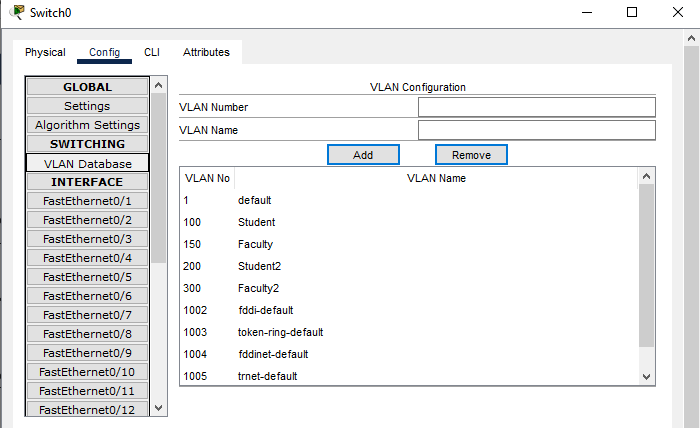 Switch0
Physical Config CLI Attributes
GLOBAL
Settings
Algorithm Settings
SWITCHING
VLAN Database
INTERFACE
FastEthernet0/1
FastEthernet0/2
FastEthernet0/3
FastEthernet0/4
FastEthernet0/5
FastEthernet0/6
FastEthernet0/7
FastEthernet0/8
FastEthernet0/9
FastEthernet0/10
FastEthernet0/11
FastEthernet0/12
VLAN Configuration
VLAN Number
VLAN Name
Add Remove
VLAN No VLAN Name
1 default
100 Student
150 Faculty
200 Student2
300 Faculty2
1002 fddi-default
1003 token-ring-default
1004 fddinet-default
1005 trnet-default